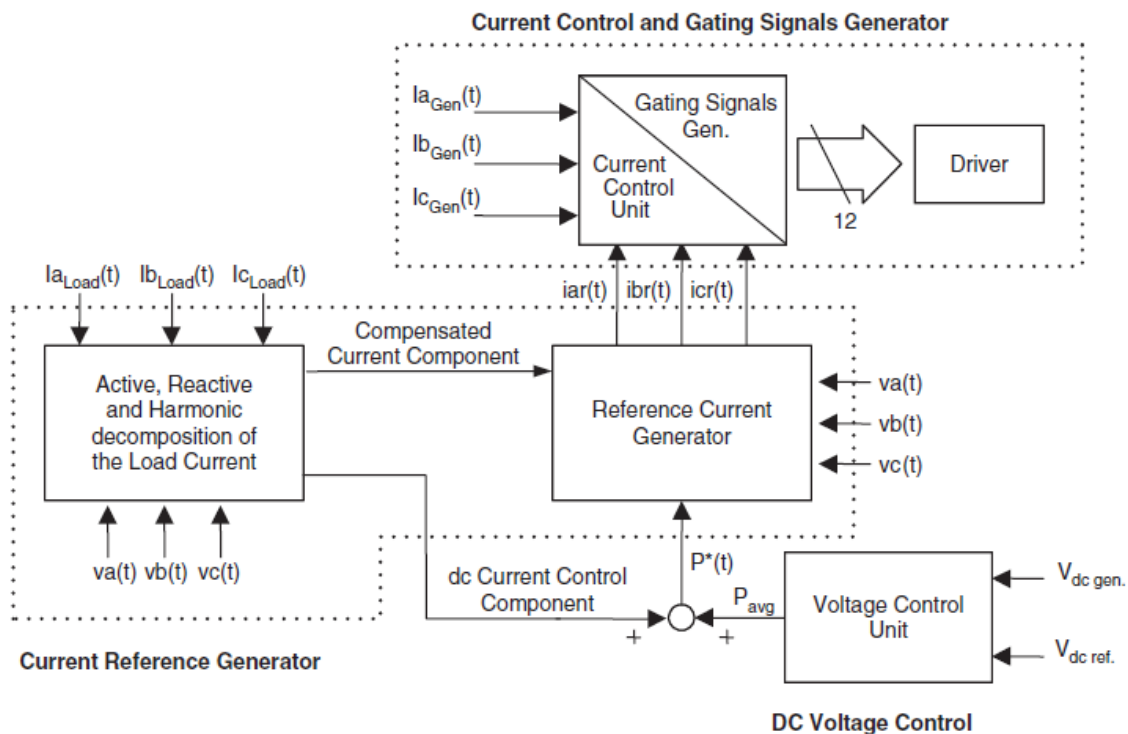 Current Control and Gating Signals Generator
Ia_Gen(t)
Ib_Gen(t)
Ic_Gen(t)
Gating Signals
Gen.
Current
Control
Unit
12
Driver
Ia_Load(t)
Ib_Load(t)
Ic_Load(t)
iar(t)
ibr(t)
icr(t)
Active, Reactive
and Harmonic
decomposition of
the Load Current
Compensated
Current Component
Reference Current
Generator
va(t)
vb(t)
vc(t)
va(t)
vb(t)
vc(t)
P*(t)
dc Current Control
Component
+
+
P_avg
Voltage Control
Unit
V_dc gen.
V_dc ref.
Current Reference Generator
DC Voltage Control